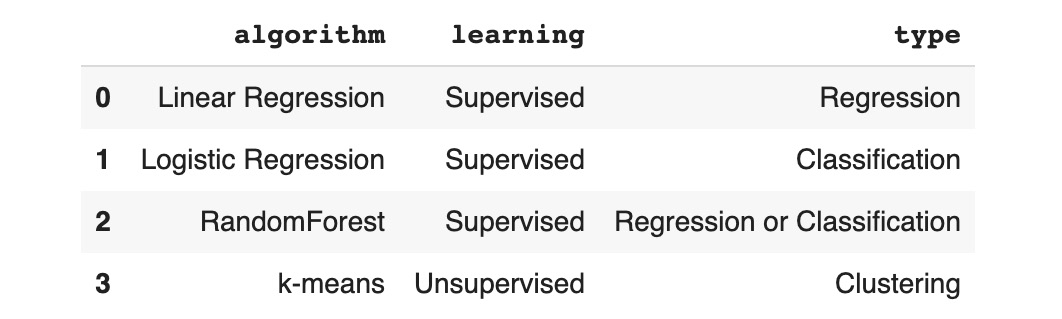 algorithm learning type
0 Linear Regression Supervised Regression
1 Logistic Regression Supervised Classification
2 RandomForest Supervised Regression or Classification
3 k-means Unsupervised Clustering